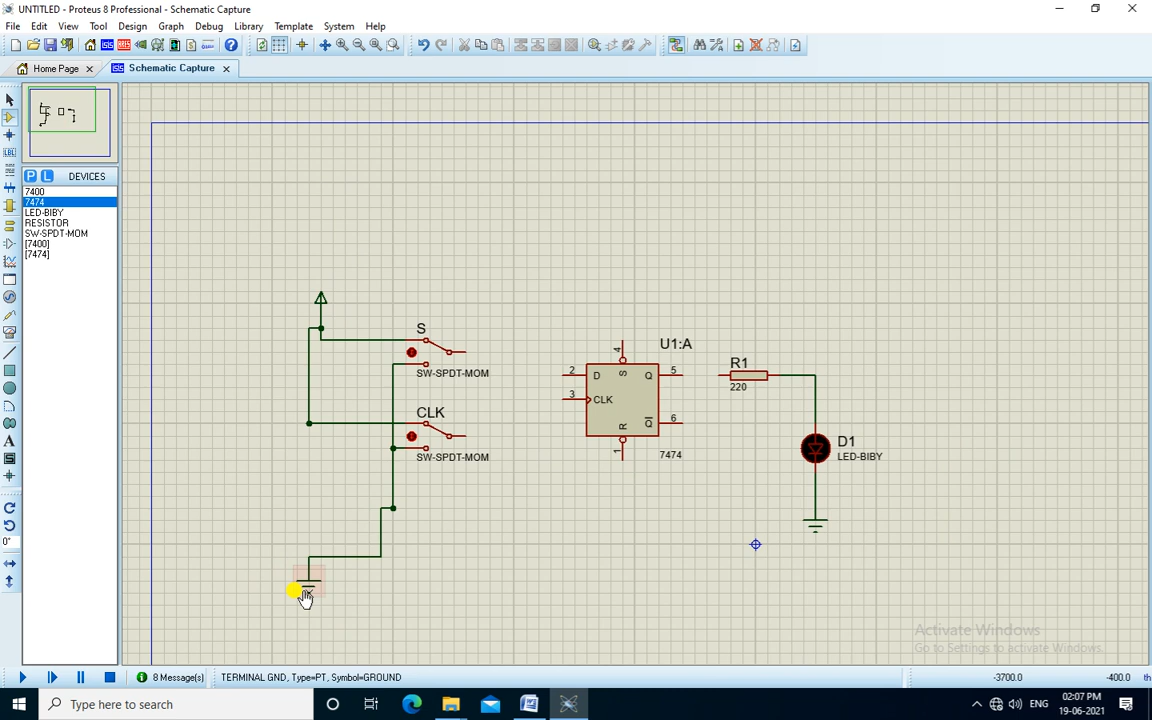 UNTITLED - Proteus 8 Professional - Schematic Capture
File Edit View Tool Design Graph Debug Library Template System Help
Home Page Schematic Capture
P L DEVICES
7400
7474
LED-BIBY
RESISTOR
SW-SPDT-MOM
[7400]
[7474]
LBL
A
S
0°
S
SW-SPDT-MOM
CLK
SW-SPDT-MOM
U1:A
4
2 D S Q 5
3 CLK
R Q 6
1
7474
R1
220
D1
LED-BIBY
Activate Windows
Go to Settings to activate Windows.
8 Message(s) TERMINAL GND, Type=PT, Symbol=GROUND -3700.0 -400.0 th
Type here to search
ENG
02:07 PM
19-06-2021